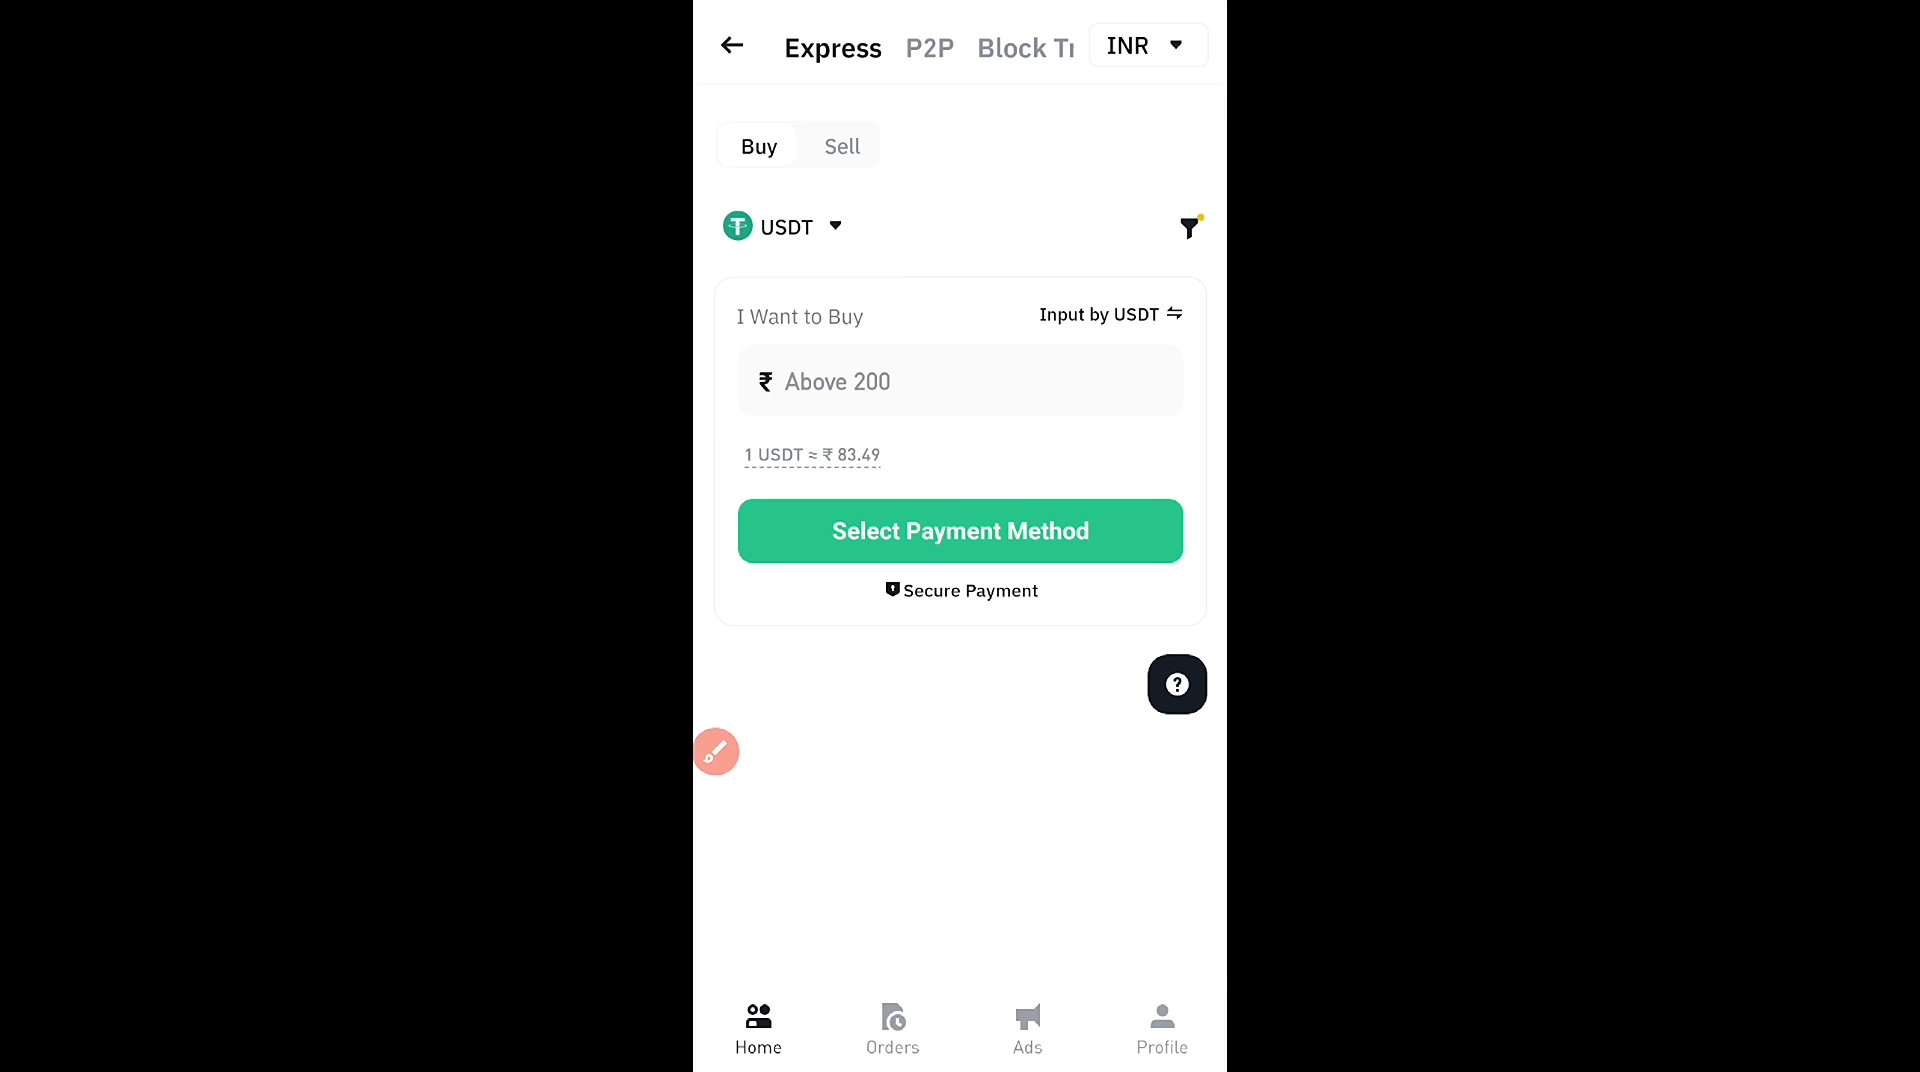 Express P2P Block Tr INR
Buy Sell
USDT
I Want to Buy Input by USDT
₹ Above 200
1 USDT ≈ ₹ 83.49
Select Payment Method
Secure Payment
Home Orders Ads Profile